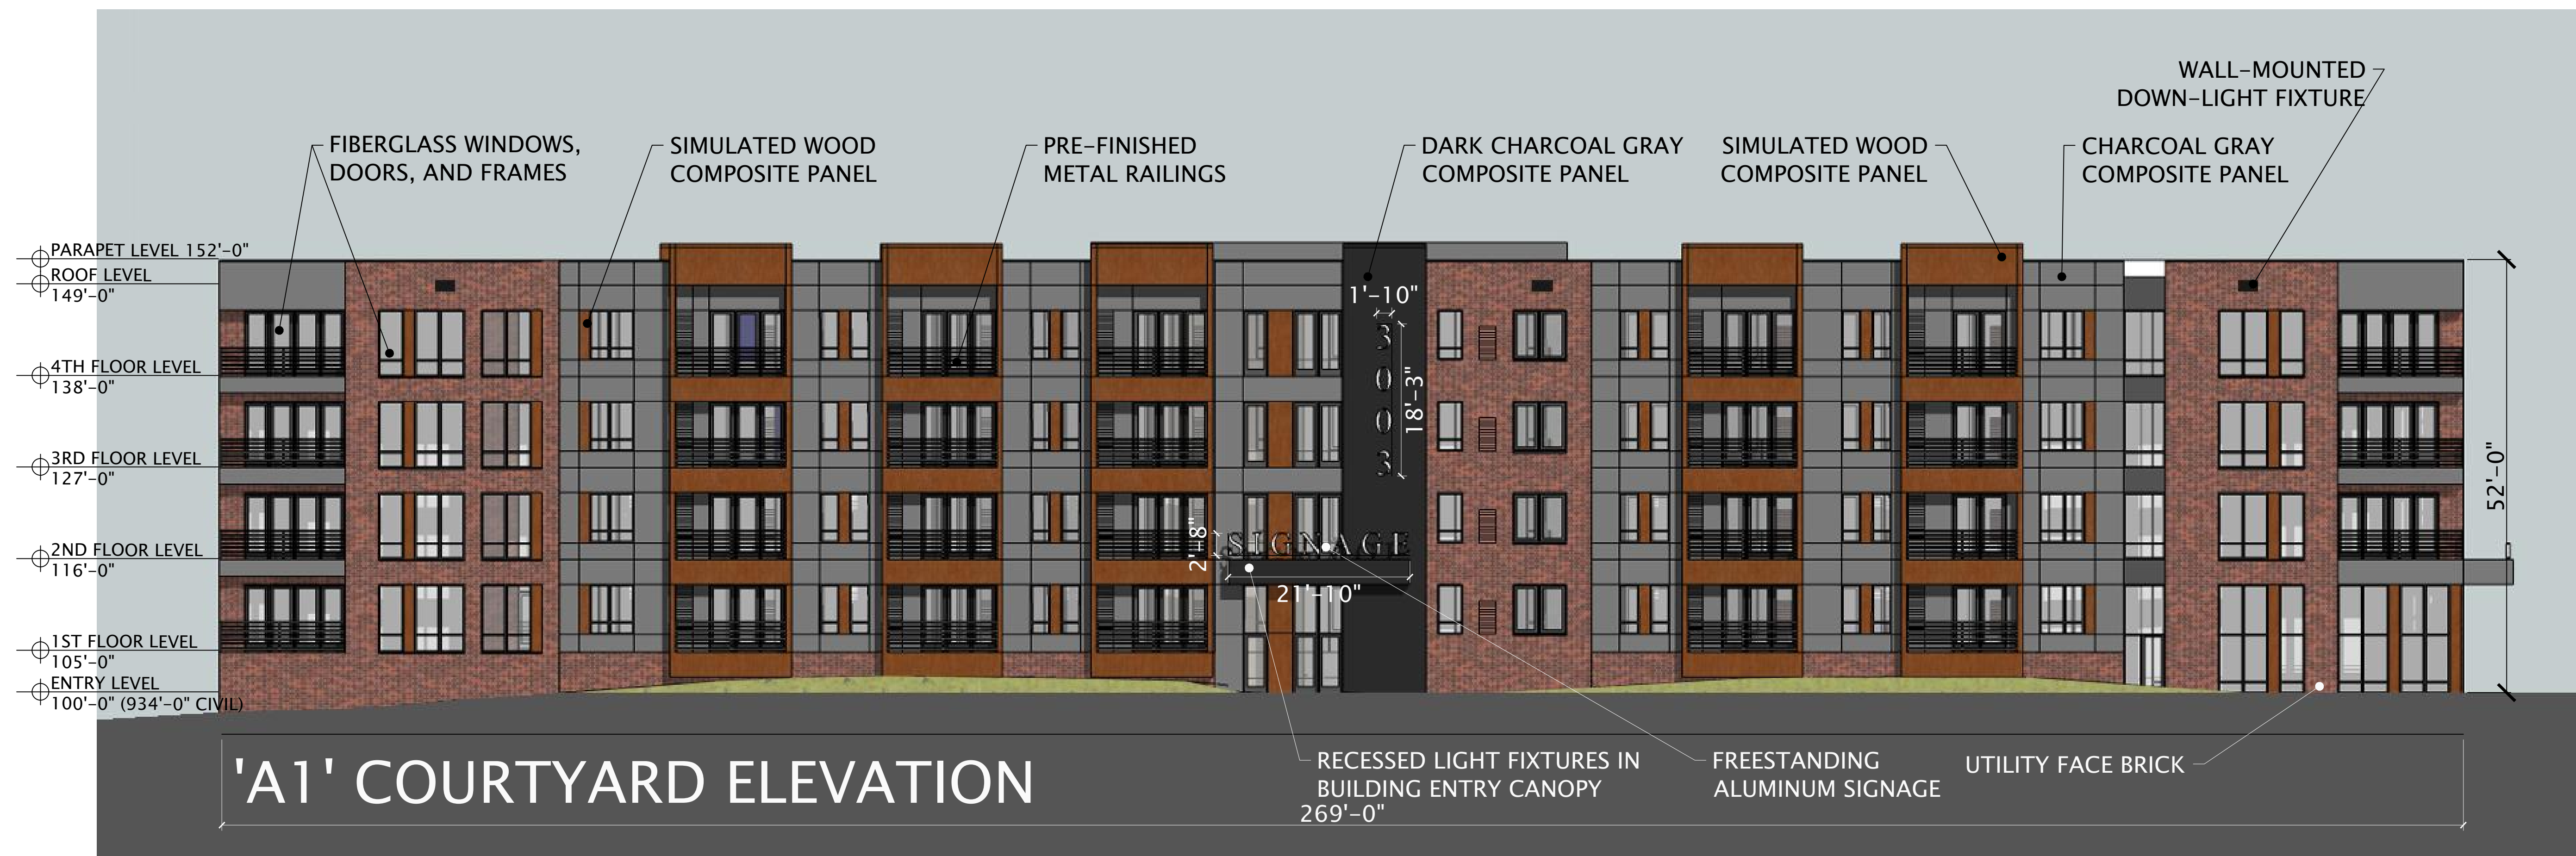 WALL-MOUNTED
DOWN-LIGHT FIXTURE
FIBERGLASS WINDOWS,
DOORS, AND FRAMES
SIMULATED WOOD
COMPOSITE PANEL
PRE-FINISHED
METAL RAILINGS
DARK CHARCOAL GRAY
COMPOSITE PANEL
SIMULATED WOOD
COMPOSITE PANEL
CHARCOAL GRAY
COMPOSITE PANEL
PARAPET LEVEL 152'-0"
ROOF LEVEL
149'-0"
4TH FLOOR LEVEL
138'-0"
3RD FLOOR LEVEL
127'-0"
2ND FLOOR LEVEL
116'-0"
1ST FLOOR LEVEL
105'-0"
ENTRY LEVEL
100'-0" (934'-0" CIVIL)
1'-10"
3
0
0
3
18'-3"
2'-8"
SIGNAGE
21'-10"
52'-0"
'A1' COURTYARD ELEVATION
RECESSED LIGHT FIXTURES IN
BUILDING ENTRY CANOPY
FREESTANDING
ALUMINUM SIGNAGE
UTILITY FACE BRICK
269'-0"